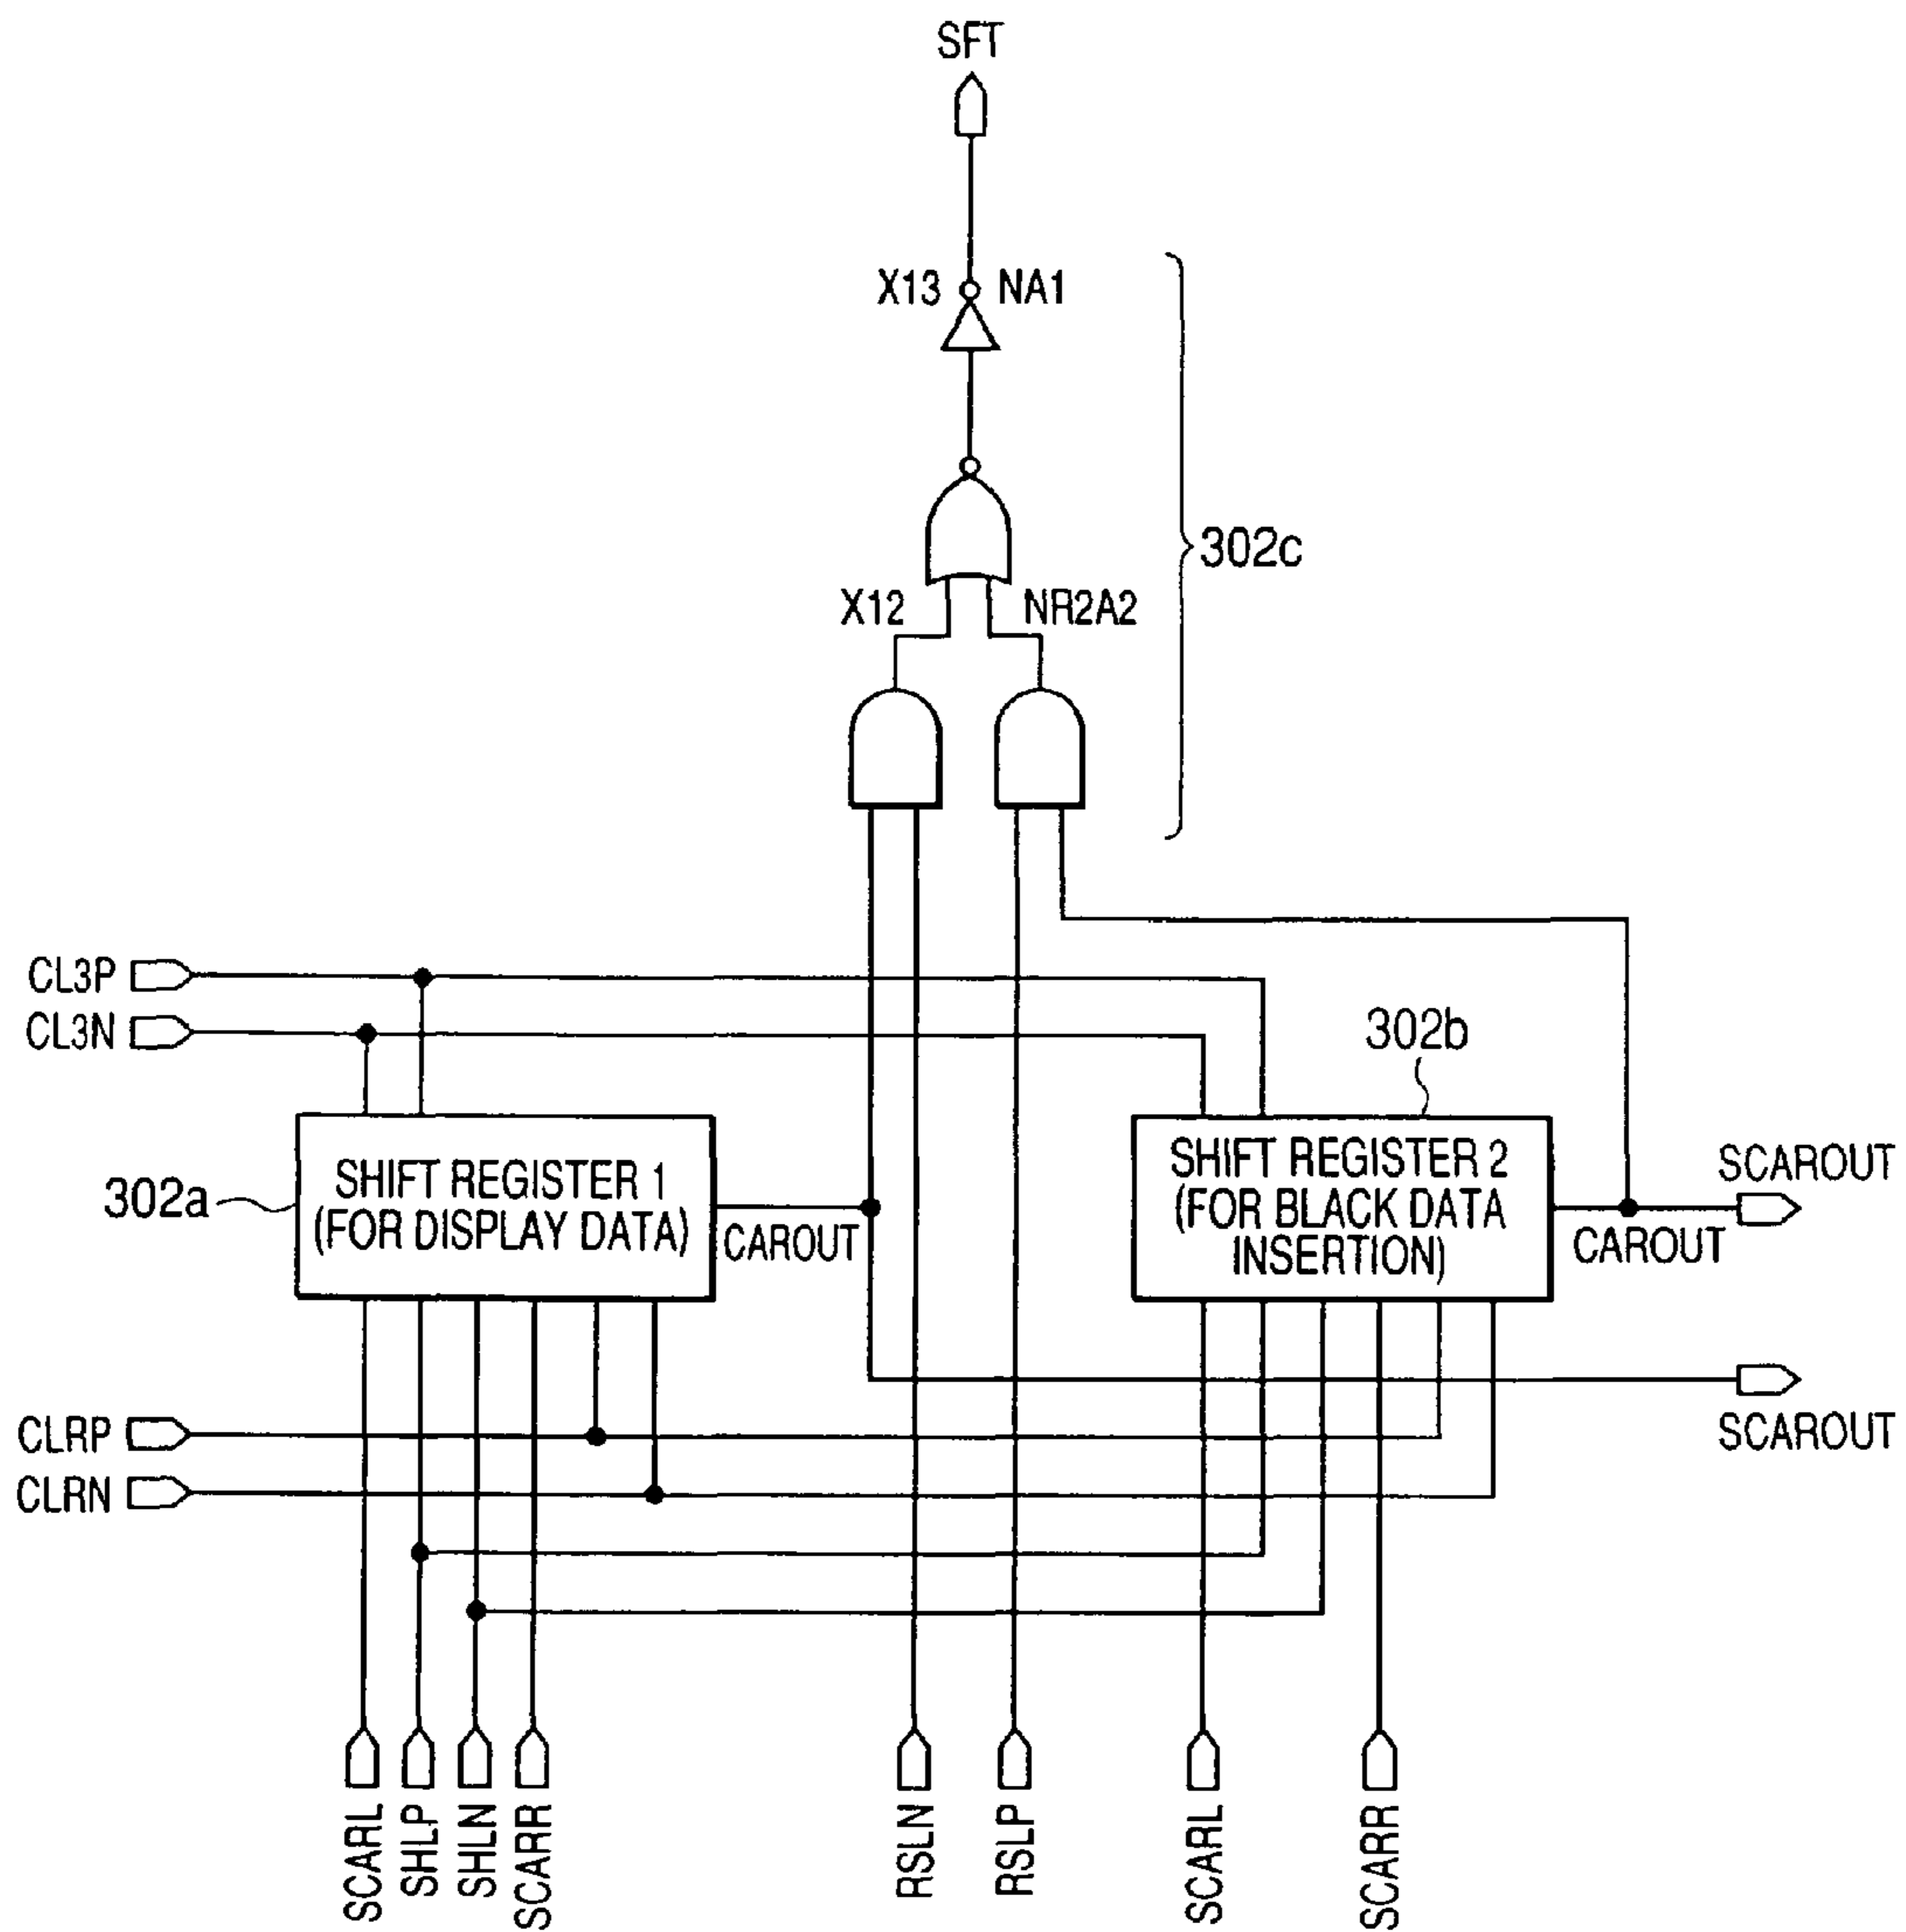 SFT
X13
NA1
302c
X12
NR2A2
CL3P
CL3N
302b
302a
SHIFT REGISTER 1
(FOR DISPLAY DATA)
CAROUT
SHIFT REGISTER 2
(FOR BLACK DATA
INSERTION)
SCAROUT
CAROUT
SCAROUT
CLRP
CLRN
SCARL
SHLP
SHLN
SCARR
RSLN
RSLP
SCARL
SCARR